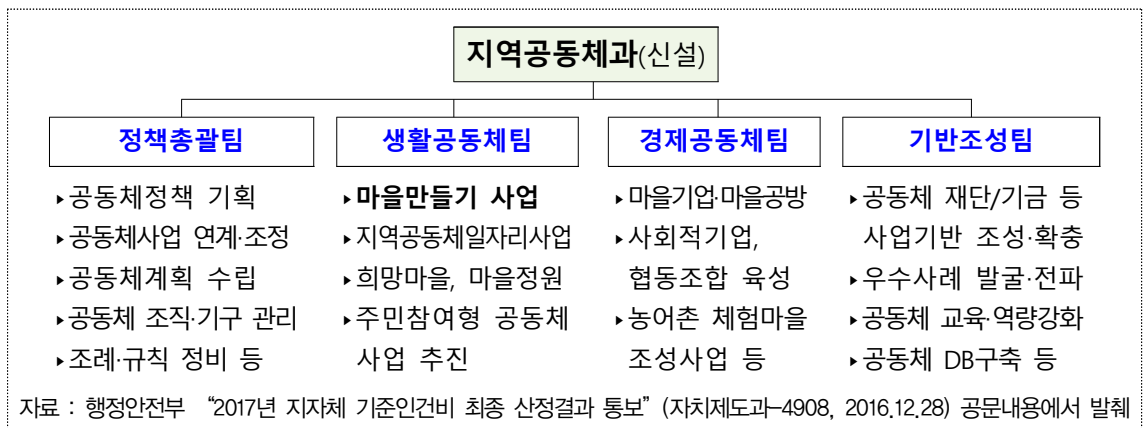 지역공동체과(신설)
정책총괄팀
▸공동체정책 기획
▸공동체사업 연계·조정
▸공동체계획 수립
▸공동체 조직·기구 관리
▸조례·규칙 정비 등
생활공동체팀
▸마을만들기 사업
▸지역공동체일자리사업
▸희망마을, 마을정원
▸주민참여형 공동체
사업 추진
경제공동체팀
▸마을기업·마을공방
▸사회적기업,
협동조합 육성
▸농어촌 체험마을
조성사업 등
기반조성팀
▸공동체 재단/기금 등
사업기반 조성·확충
▸우수사례 발굴·전파
▸공동체 교육·역량강화
▸공동체 DB구축 등
자료 : 행정안전부 “2017년 지자체 기준인건비 최종 산정결과 통보” (자치제도과-4908, 2016.12.28) 공문내용에서 발췌